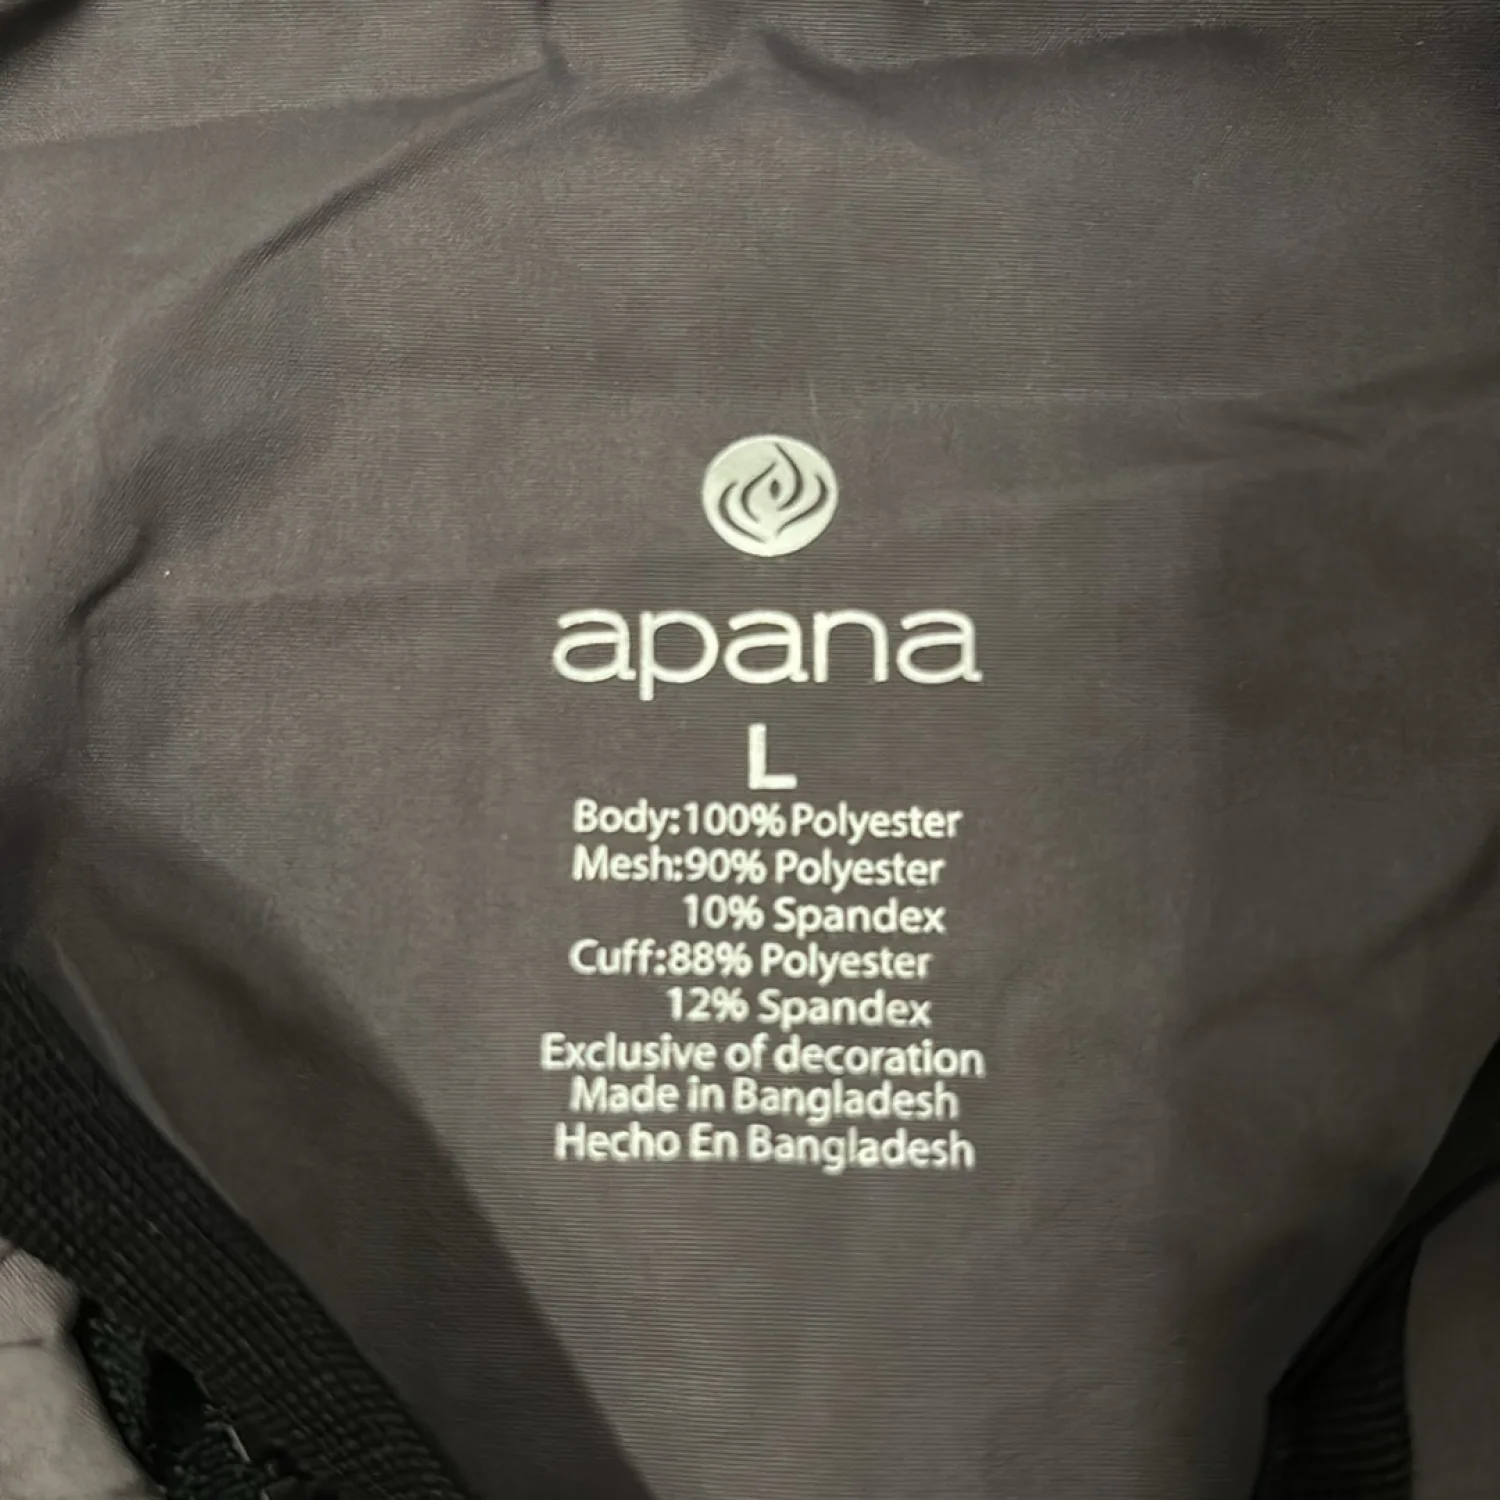 apana
L
Body:100% Polyester
Mesh:90% Polyester
10% Spandex
Cuff:88% Polyester
12% Spandex
Exclusive of decoration
Made in Bangladesh
Hecho En Bangladesh